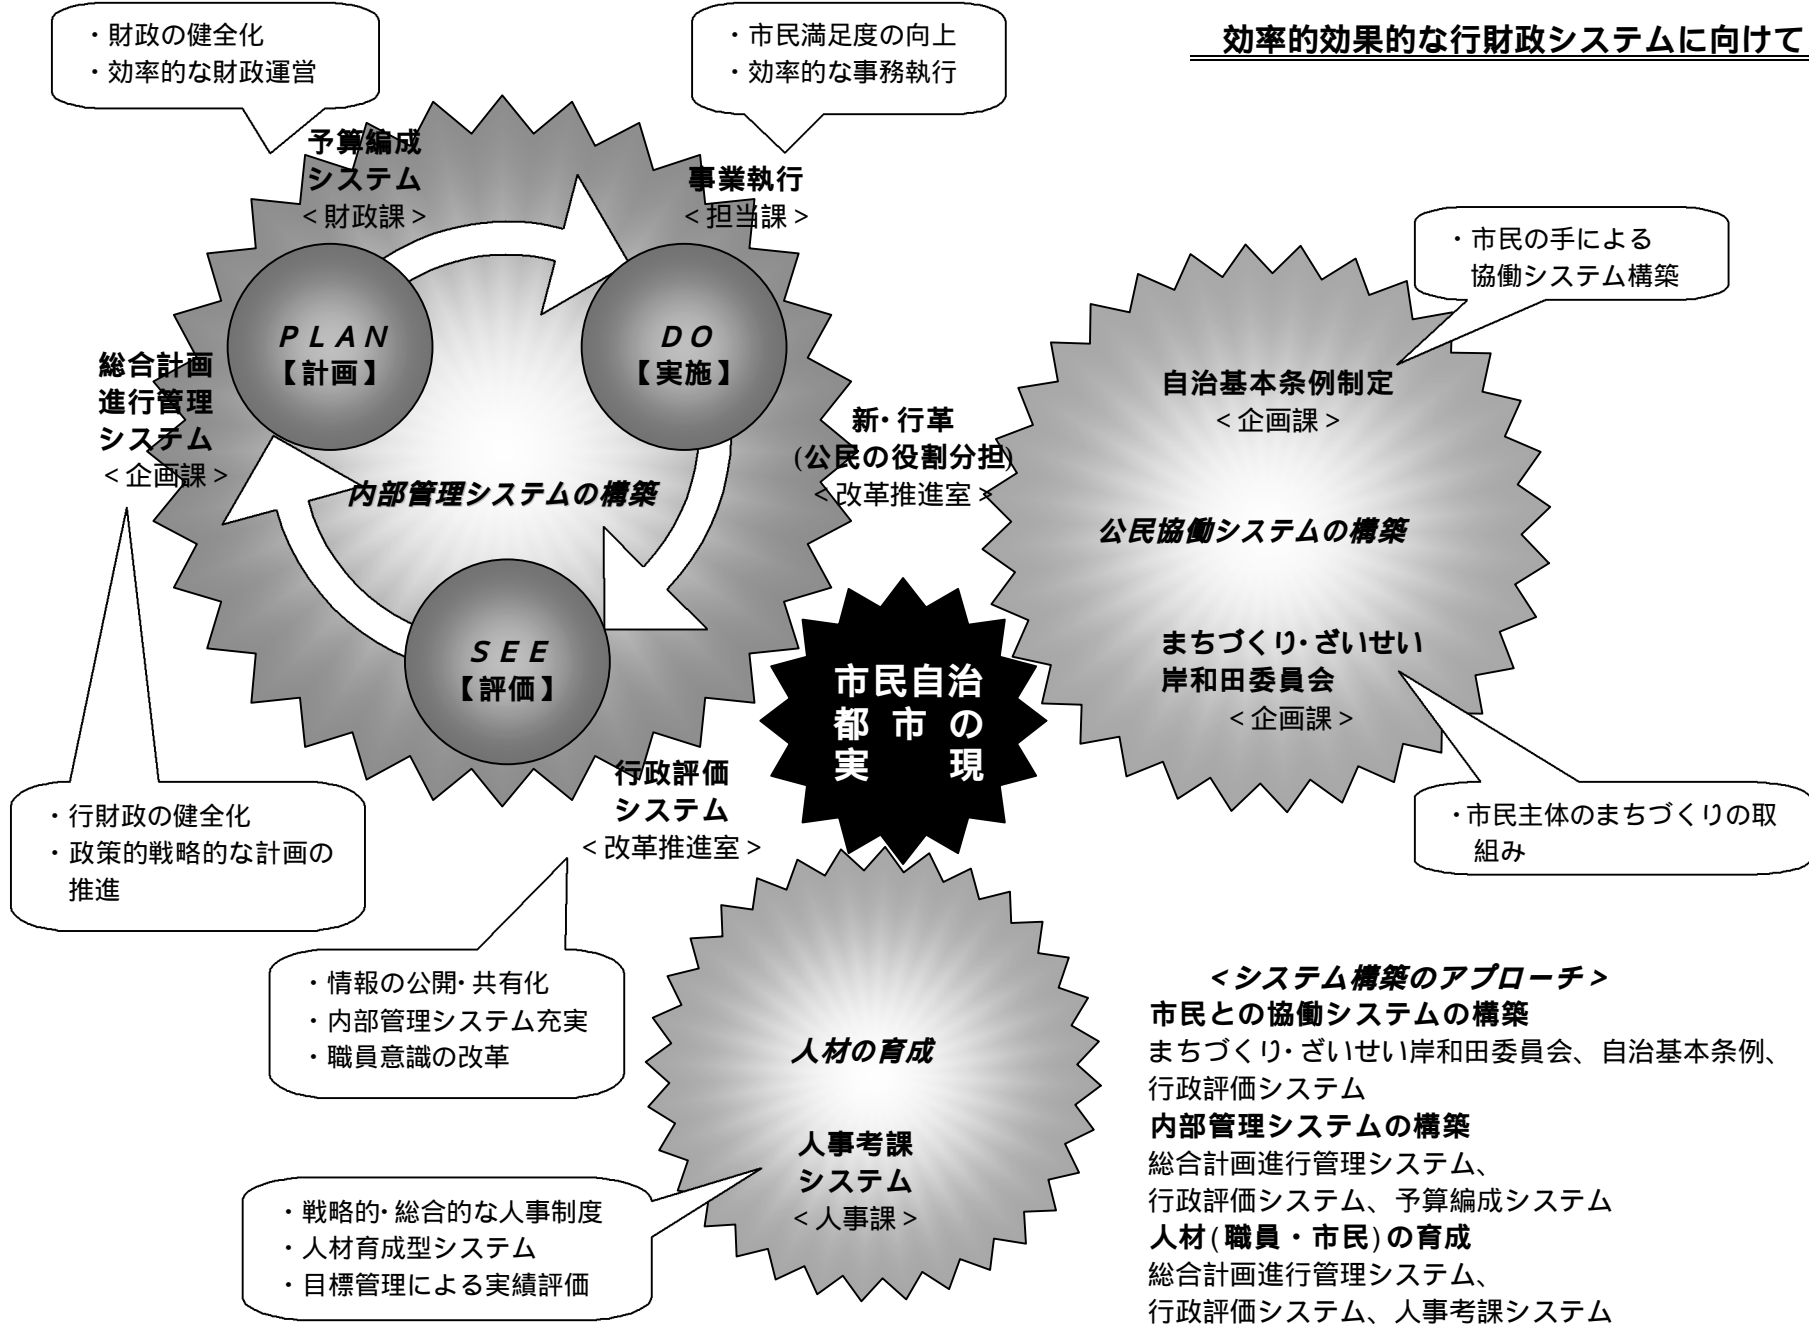 効率的効果的な行財政システムに向けて
・財政の健全化
・効率的な財政運営
・市民満足度の向上
・効率的な事務執行
予算編成
システム
<財政課>
事業執行
<担当課>
PLAN
【計画】
DO
【実施】
総合計画
進行管理
システム
<企画課>
内部管理システムの構築
新・行革
(公民の役割分担)
<改革推進室>
SEE
【評価】
行政評価
システム
<改革推進室>
・行財政の健全化
・政策的戦略的な計画の
推進
・情報の公開・共有化
・内部管理システム充実
・職員意識の改革
市民自治
都市の
実現
・市民の手による
協働システム構築
自治基本条例制定
<企画課>
公民協働システムの構築
まちづくり・ざいせい
岸和田委員会
<企画課>
・市民主体のまちづくりの取
組み
人材の育成
人事考課
システム
<人事課>
・戦略的・総合的な人事制度
・人材育成型システム
・目標管理による実績評価
<システム構築のアプローチ>
市民との協働システムの構築
まちづくり・ざいせい岸和田委員会、自治基本条例、
行政評価システム
内部管理システムの構築
総合計画進行管理システム、
行政評価システム、予算編成システム
人材(職員・市民)の育成
総合計画進行管理システム、
行政評価システム、人事考課システム